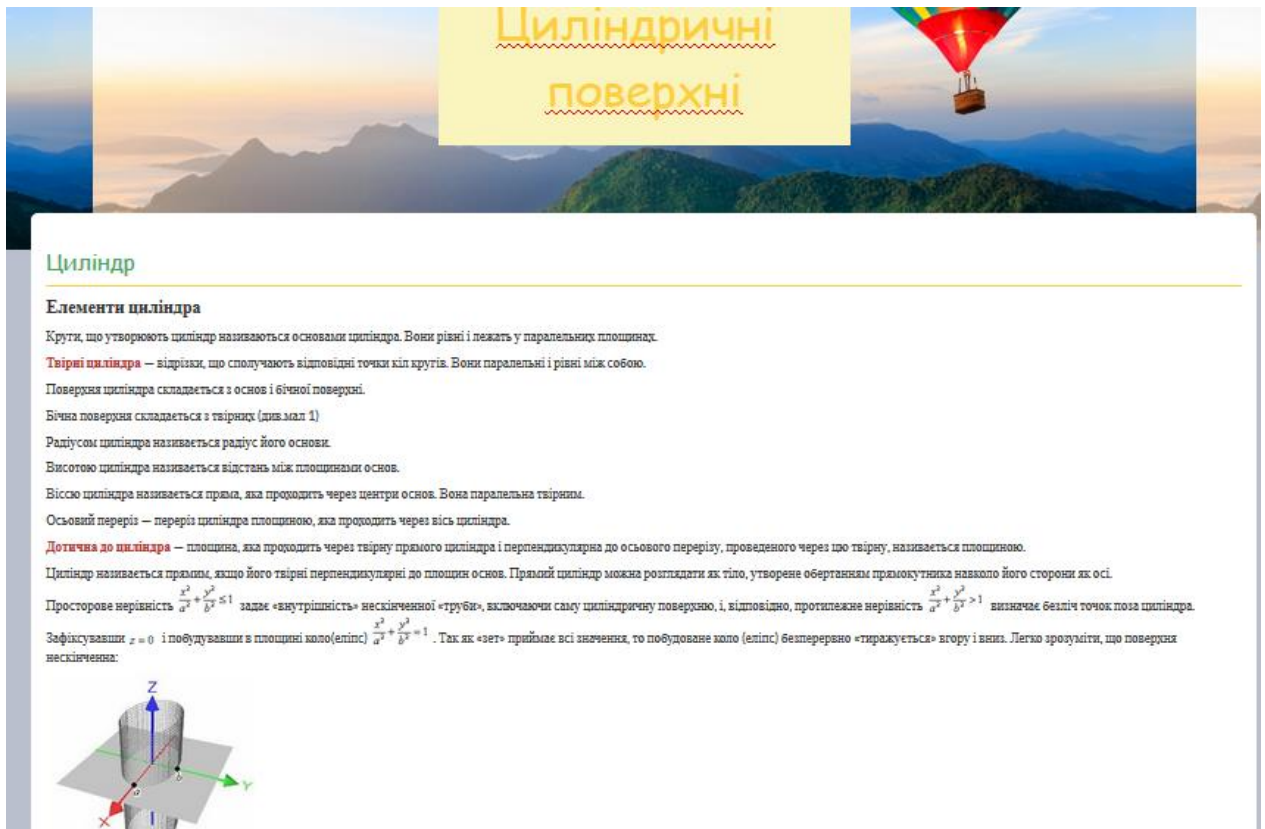 Циліндричні
поверхні
Циліндр
Елементи циліндра
Круги, що утворюють циліндр називаються основами циліндра. Вони рівні і лежать у паралельних площинах.
Твірні циліндра — відрізки, що сполучають відповідні точки кіл кругів. Вони паралельні і рівні між собою.
Поверхня циліндра складається з основ і бічної поверхні.
Бічна поверхня складається з твірних (див.мал 1)
Радіусом циліндра називається радіус його основи.
Висотою циліндра називається відстань між площинами основ.
Віссю циліндра називається пряма, яка проходить через центри основ. Вона паралельна твірним.
Осьовий переріз — переріз циліндра площиною, яка проходить через вісь циліндра.
Дотична до циліндра — площина, яка проходить через твірну прямого циліндра і перпендикулярна до осьового перерізу, проведеного через цю твірну, називається площиною.
Циліндр називається прямим, якщо його твірні перпендикулярні до площин основ. Прямий циліндр можна розглядати як тіло, утворене обертанням прямокутника навколо його сторони як осі.
Просторове нерівність x²/a² + y²/b² ≤ 1 задає «внутрішність» нескінченної «труби», включаючи саму циліндричну поверхню, і, відповідно, протилежне нерівність x²/a² + y²/b² > 1 визначає безліч точок поза циліндра.
Зафіксувавши z = 0 і побудувавши в площині коло(еліпс) x²/a² + y²/b² = 1 . Так як «зет» приймає всі значення, то побудоване коло (еліпс) безперервно «тиражується» вгору і вниз. Легко зрозуміти, що поверхня
нескінченна:
Z
b
a
Y
X